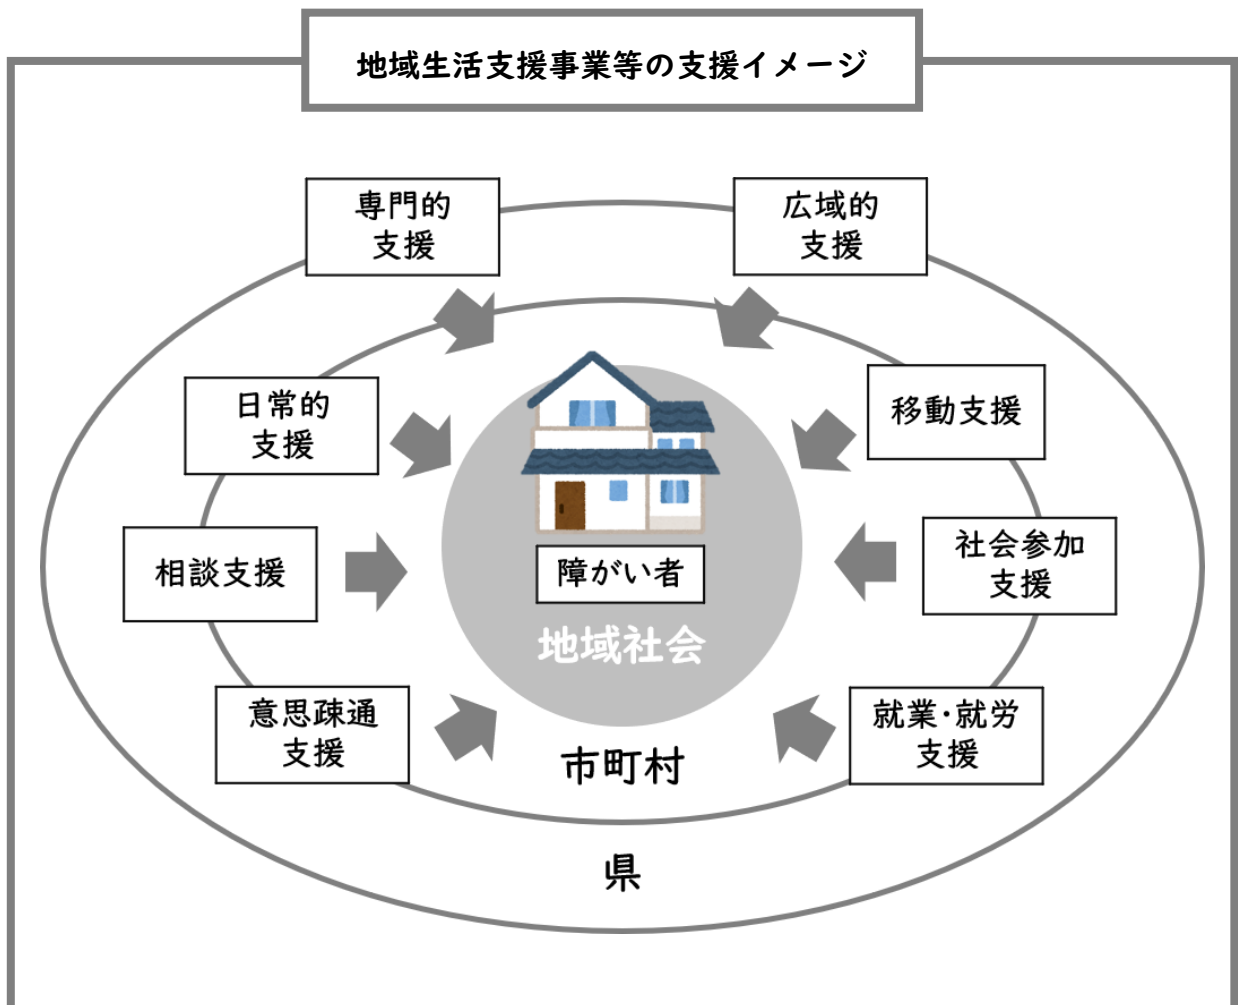 地域生活支援事業等の支援イメージ
専門的
支援
広域的
支援
日常的
支援
移動支援
相談支援
障がい者
社会参加
支援
地域社会
意思疎通
支援
就業・就労
支援
市町村
県